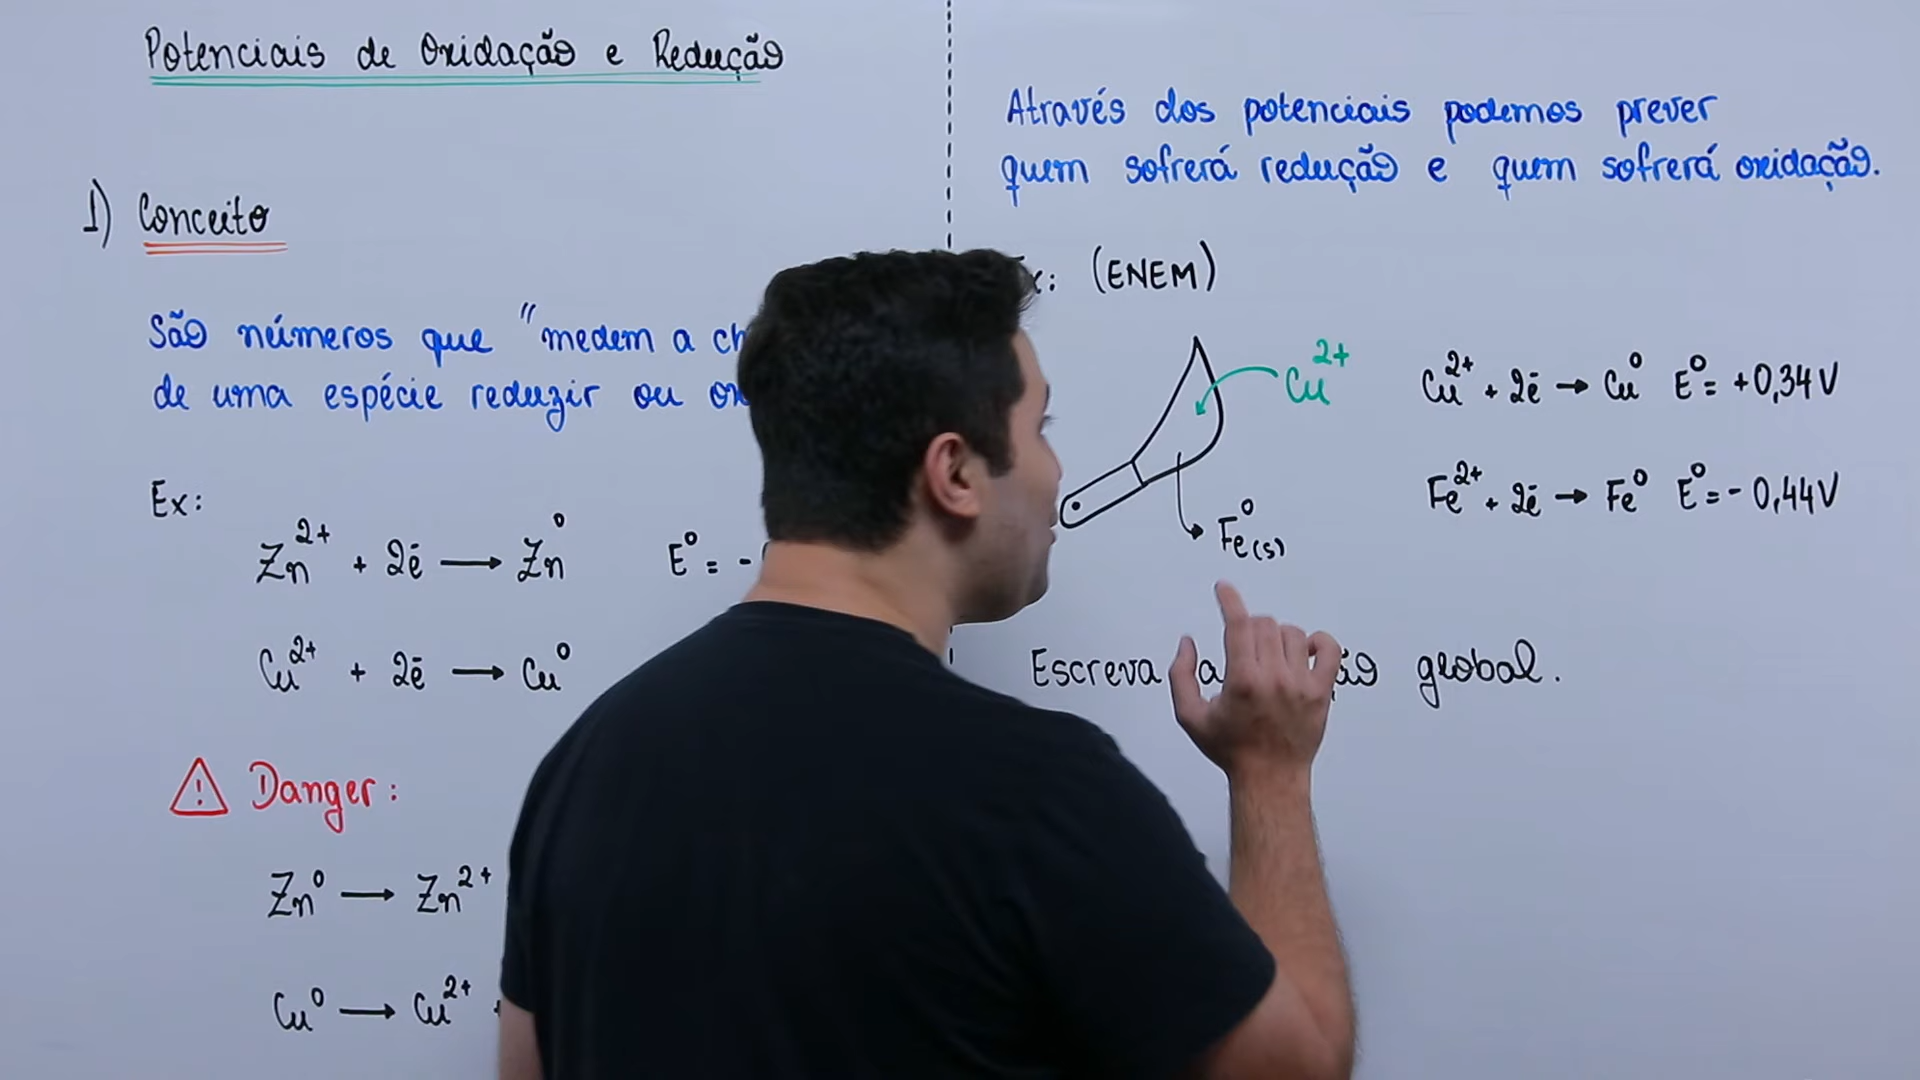 Potenciais de Oxidação e Redução
1) Conceito
São números que "medem a
de uma espécie reduzir ou
Ex:
Zn²⁺ + 2ē → Zn⁰ E⁰ = -
Cu²⁺ + 2ē → Cu⁰
⚠ Danger:
Zn⁰ → Zn²⁺
Cu⁰ → Cu²⁺
Através dos potenciais podemos prever
quem sofrerá redução e quem sofrerá oxidação.
(ENEM)
Cu²⁺
Cu²⁺ + 2ē → Cu⁰ E⁰ = +0,34V
Fe²⁺ + 2ē → Fe⁰ E⁰ = -0,44V
Fe⁰(s)
Escreva a global.